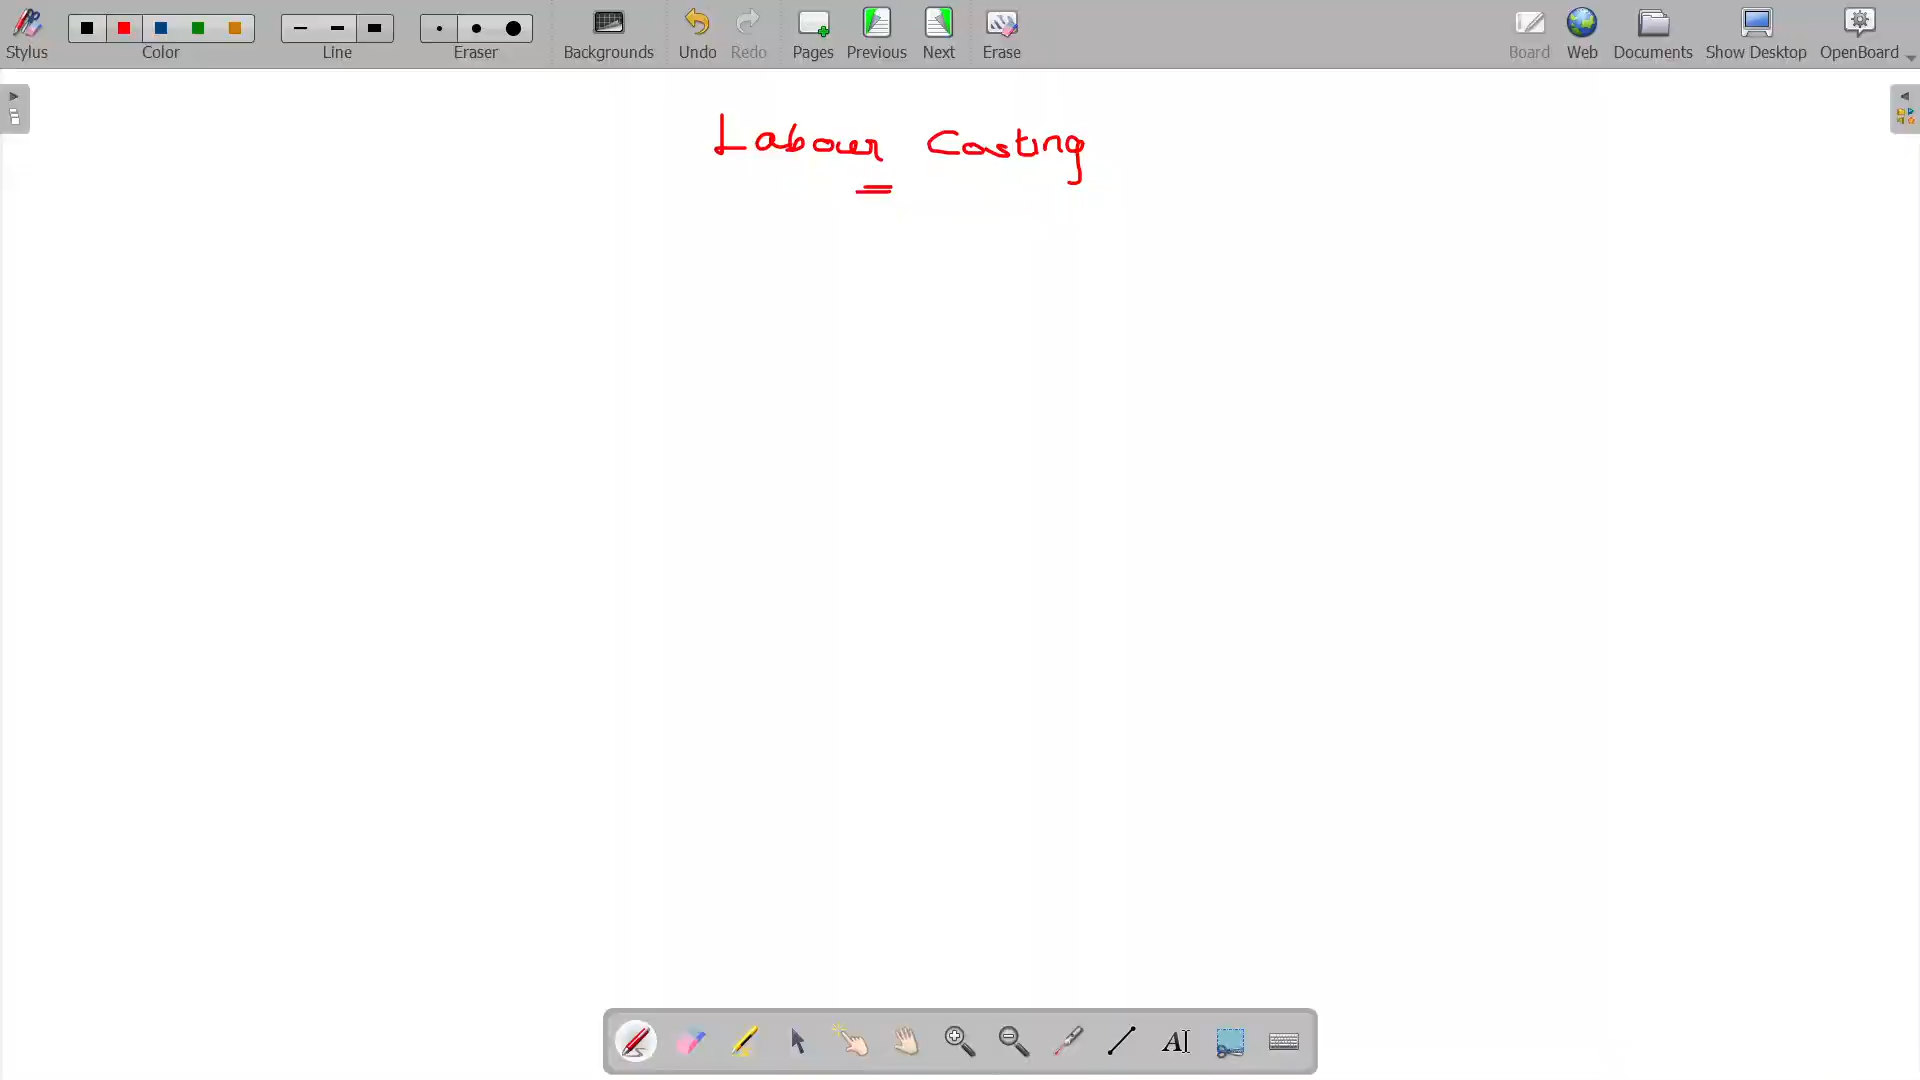 Stylus Color Line Eraser Backgrounds Undo Redo Pages Previous Next Erase Board Web Documents Show Desktop OpenBoard
Labour Costing
AI